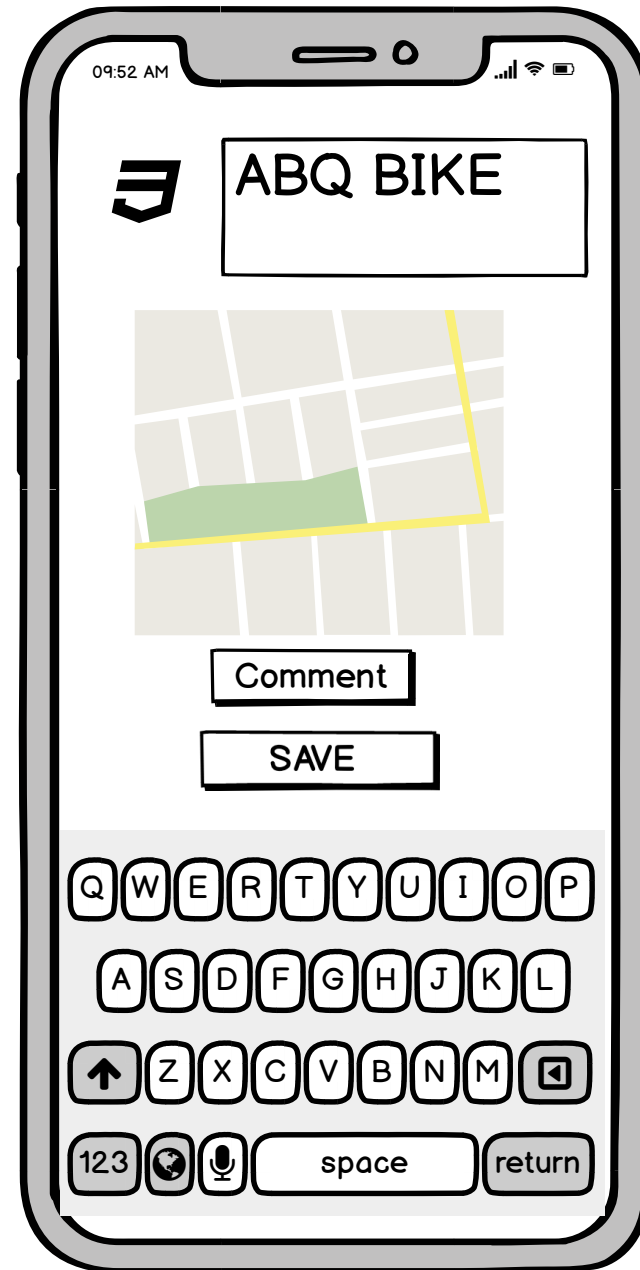 09:52 AM
ABQ BIKE
Comment
SAVE
Q W E R T Y U I O P
A S D F G H J K L
Z X C V B N M
123 space return